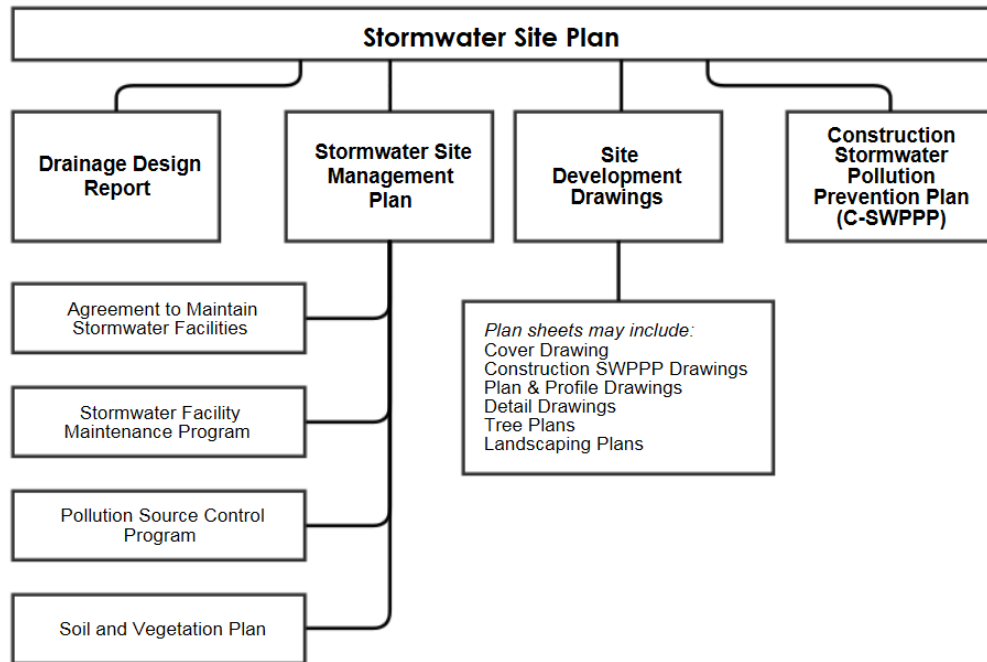 Stormwater Site Plan
Drainage Design
Report
Stormwater Site
Management
Plan
Site
Development
Drawings
Construction
Stormwater
Pollution
Prevention Plan
(C-SWPPP)
Agreement to Maintain
Stormwater Facilities
Stormwater Facility
Maintenance Program
Pollution Source Control
Program
Soil and Vegetation Plan
Plan sheets may include:
Cover Drawing
Construction SWPPP Drawings
Plan & Profile Drawings
Detail Drawings
Tree Plans
Landscaping Plans